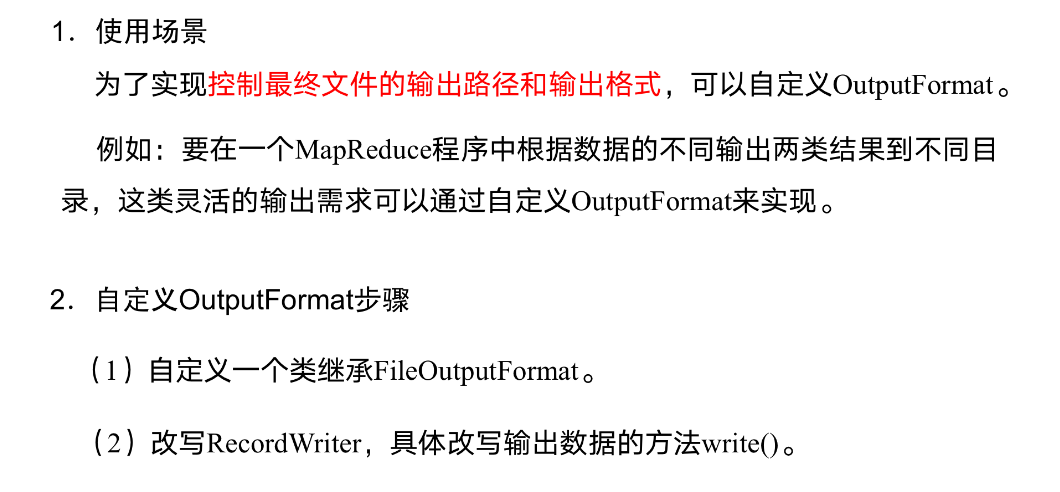 1．使用场景
为了实现控制最终文件的输出路径和输出格式，可以自定义OutputFormat。
例如：要在一个MapReduce程序中根据数据的不同输出两类结果到不同目
录，这类灵活的输出需求可以通过自定义OutputFormat来实现。
2．自定义OutputFormat步骤
（1）自定义一个类继承FileOutputFormat。
（2）改写RecordWriter，具体改写输出数据的方法write()。